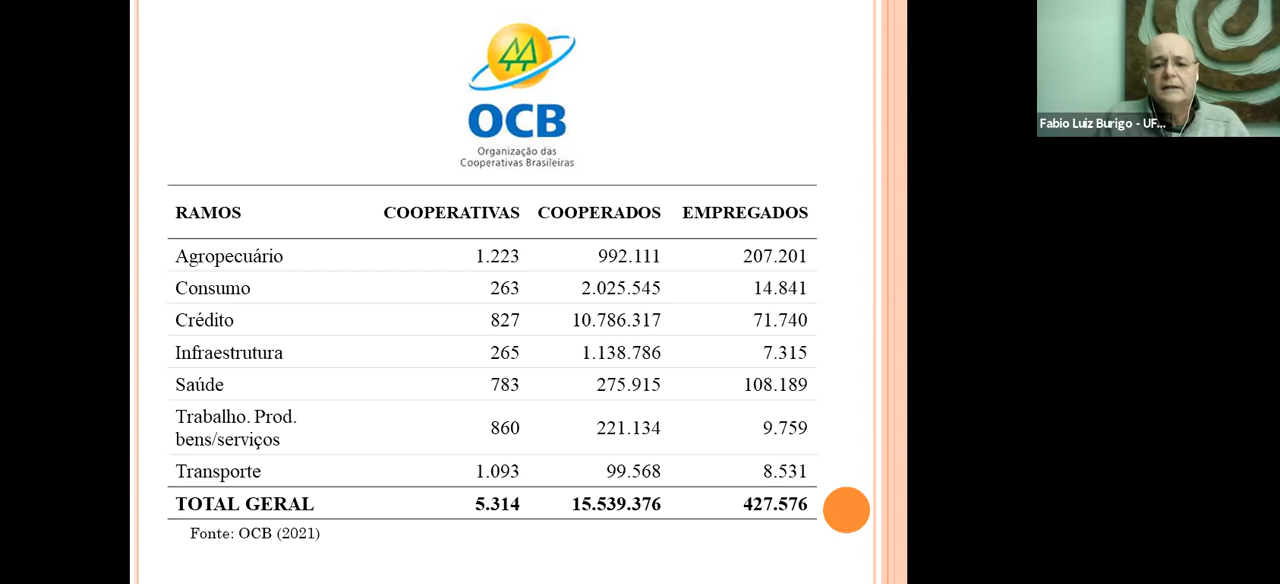 OCB
Organização das
Cooperativas Brasileiras
Fabio Luiz Burigo - UF...
RAMOS COOPERATIVAS COOPERADOS EMPREGADOS
Agropecuário 1.223 992.111 207.201
Consumo 263 2.025.545 14.841
Crédito 827 10.786.317 71.740
Infraestrutura 265 1.138.786 7.315
Saúde 783 275.915 108.189
Trabalho. Prod.
bens/serviços 860 221.134 9.759
Transporte 1.093 99.568 8.531
TOTAL GERAL 5.314 15.539.376 427.576
Fonte: OCB (2021)